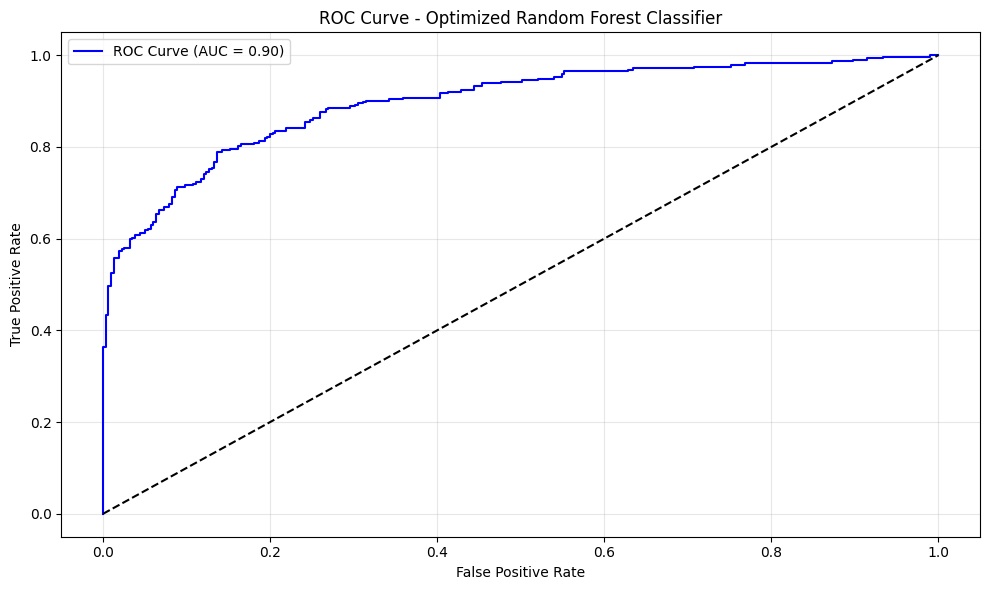 ROC Curve - Optimized Random Forest Classifier
ROC Curve (AUC = 0.90)
True Positive Rate
1.0
0.8
0.6
0.4
0.2
0.0
0.0 0.2 0.4 0.6 0.8 1.0
False Positive Rate